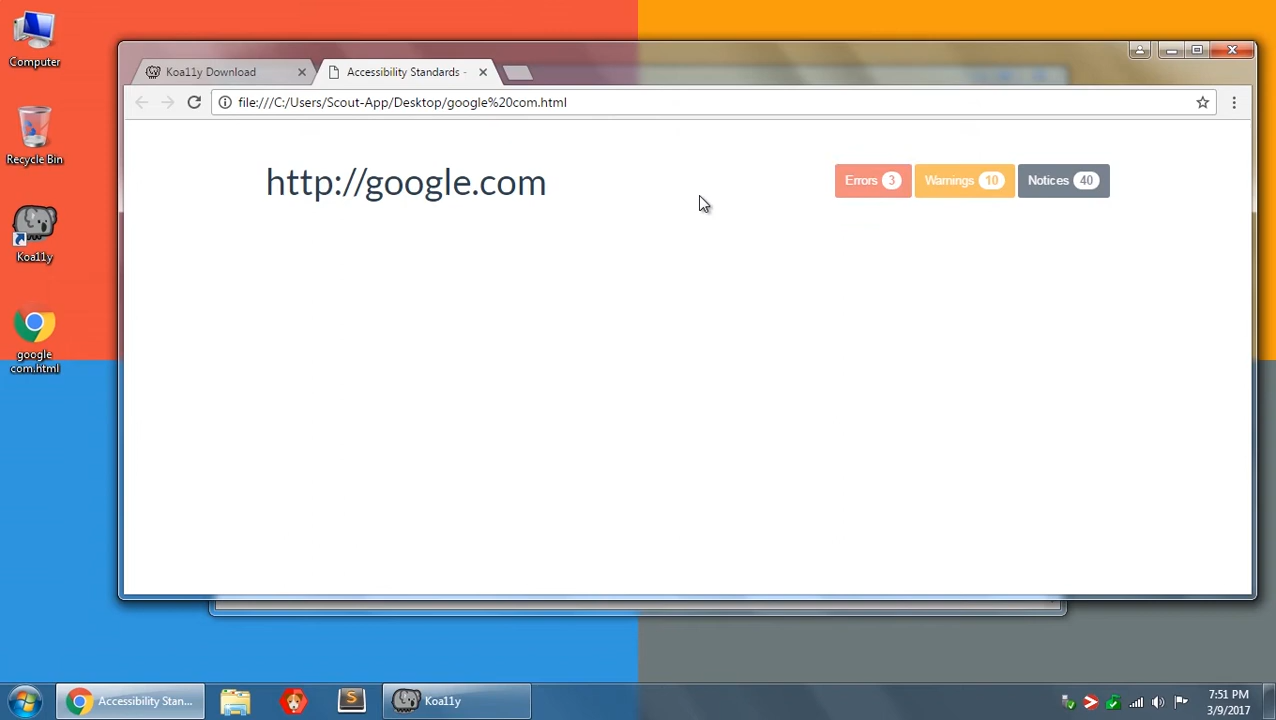 Computer
Recycle Bin
Koa11y
google
com.html
Koa11y Download
Accessibility Standards -
file:///C:/Users/Scout-App/Desktop/google%20com.html
http://google.com
Errors 3
Warnings 10
Notices 40
Accessibility Stan...
S
Koa11y
7:51 PM
3/9/2017